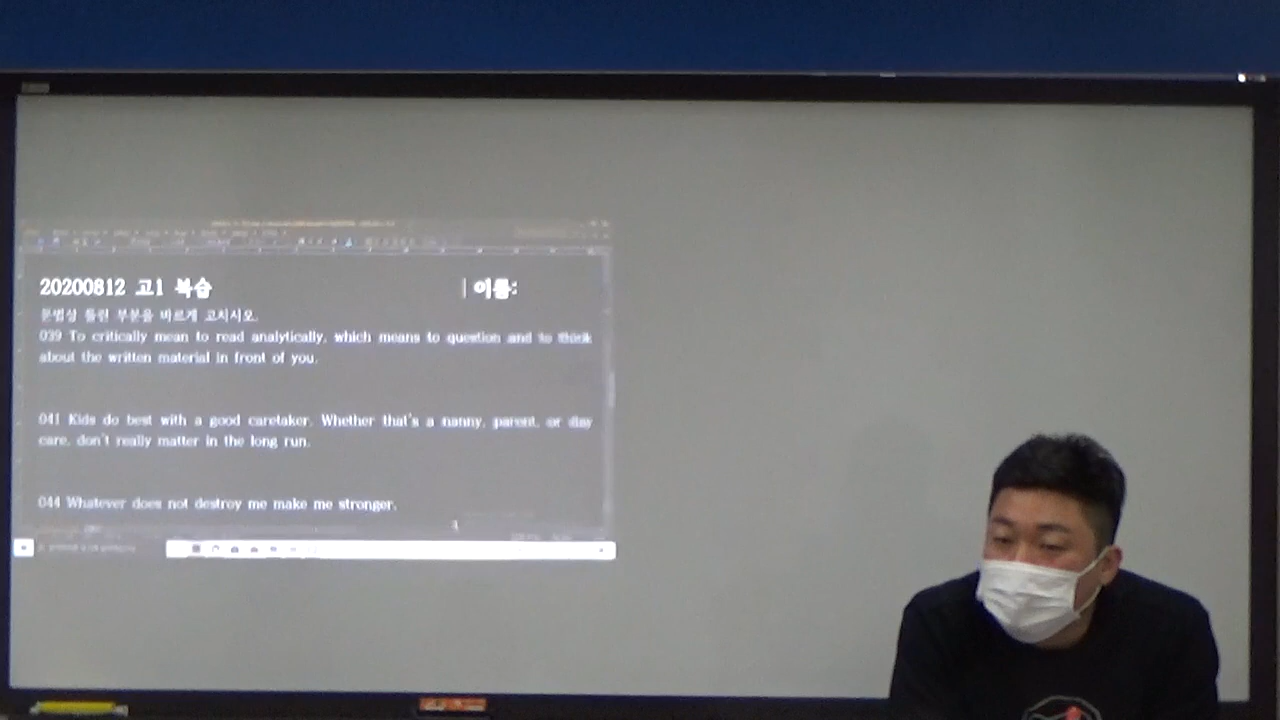 20200812 고1 복습
이름:
문법상 틀린 부분을 바르게 고치시오.
039 To critically mean to read analytically, which means to question and to think
about the written material in front of you.
041 Kids do best with a good caretaker. Whether that's a nanny, parent, or day
care, don't really matter in the long run.
044 Whatever does not destroy me make me stronger.